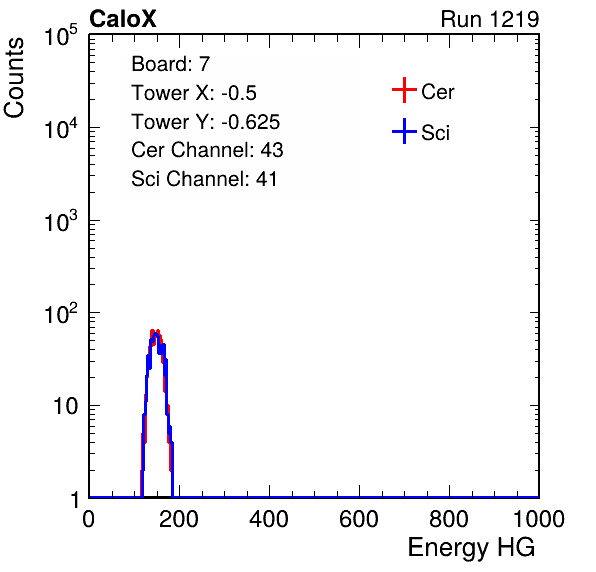 CaloX Run 1219
Counts
10^5
10^4
10^3
10^2
10
1
Board: 7
Tower X: -0.5
Tower Y: -0.625
Cer Channel: 43
Sci Channel: 41
Cer
Sci
0 200 400 600 800 1000
Energy HG